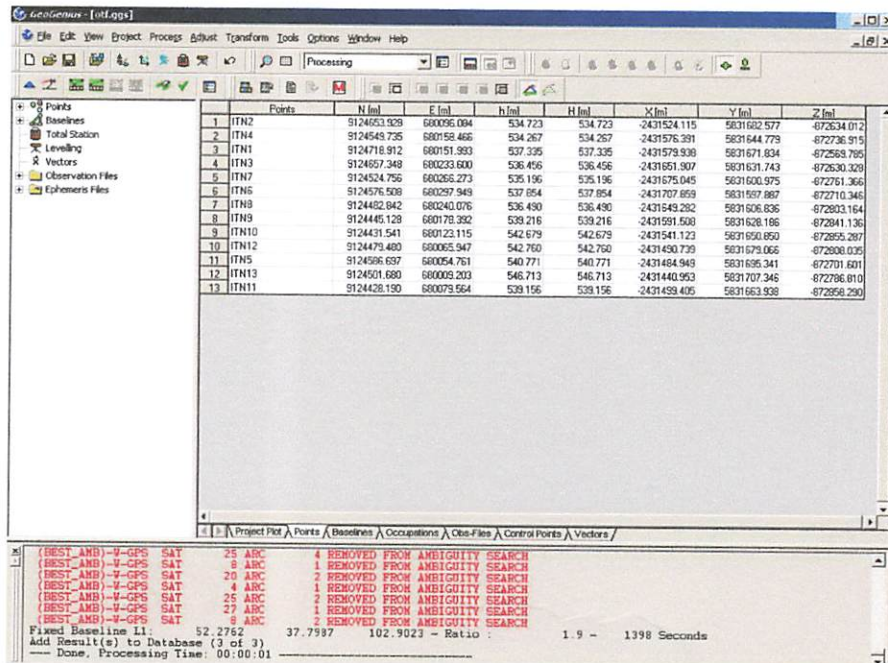 GeoGenius - [otf.ggs]
File Edit View Project Process Adjust Transform Tools Options Window Help
Processing
Points
Baselines
Total Station
Levelling
Vectors
Observation Files
Ephemeris Files
Points N [m] E [m] h [m] H [m] X [m] Y [m] Z [m]
1 ITN2 9124653.929 680096.084 534.723 534.723 -2431524.115 5831682.577 -872634.012
2 ITN4 9124549.735 680158.466 534.267 534.267 -2431576.391 5831644.779 -872736.915
3 ITN1 9124718.912 680151.993 537.335 537.335 -2431579.938 5831671.834 -872569.785
4 ITN3 9124657.348 680233.600 536.456 536.456 -2431651.907 5831631.743 -872630.329
5 ITN7 9124524.756 680266.273 535.196 535.196 -2431675.045 5831600.975 -872761.366
6 ITN6 9124576.508 680297.949 537.854 537.854 -2431707.859 5831597.887 -872710.346
7 ITN8 9124482.842 680240.076 536.490 536.490 -2431649.282 5831606.836 -872803.164
8 ITN9 9124445.128 680178.392 539.216 539.216 -2431591.508 5831628.186 -872841.136
9 ITN10 9124431.541 680123.115 542.679 542.679 -2431541.123 5831650.850 -872855.287
10 ITN12 9124479.480 680065.947 542.760 542.760 -2431490.739 5831679.066 -872808.035
11 ITN5 9124586.697 680054.761 540.771 540.771 -2431484.949 5831695.341 -872701.601
12 ITN13 9124501.680 680009.203 546.713 546.713 -2431440.953 5831707.346 -872786.810
13 ITN11 9124428.190 680079.564 539.156 539.156 -2431499.405 5831663.938 -872858.290
Project Plot Points Baselines Occupations Obs-Files Control Points Vectors
(BEST_AMB)-W-GPS SAT 25 ARC 4 REMOVED FROM AMBIGUITY SEARCH
(BEST_AMB)-W-GPS SAT 8 ARC 1 REMOVED FROM AMBIGUITY SEARCH
(BEST_AMB)-W-GPS SAT 20 ARC 2 REMOVED FROM AMBIGUITY SEARCH
(BEST_AMB)-W-GPS SAT 4 ARC 1 REMOVED FROM AMBIGUITY SEARCH
(BEST_AMB)-W-GPS SAT 25 ARC 2 REMOVED FROM AMBIGUITY SEARCH
(BEST_AMB)-W-GPS SAT 27 ARC 1 REMOVED FROM AMBIGUITY SEARCH
(BEST_AMB)-W-GPS SAT 8 ARC 2 REMOVED FROM AMBIGUITY SEARCH
Fixed Baseline L1: 52.2762 37.7987 102.9023 - Ratio : 1.9 - 1398 Seconds
Add Result(s) to Database (3 of 3)
--- Done, Processing Time: 00:00:01 ---